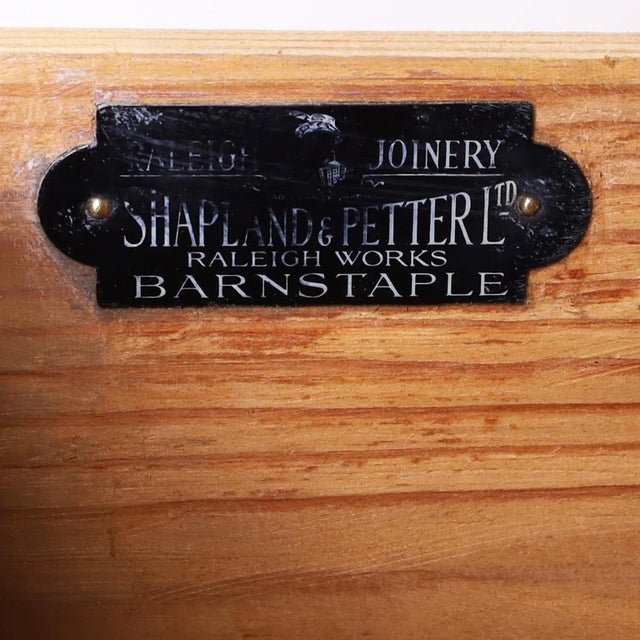 RALEIGH JOINERY
SHAPLAND & PETTER LTD
RALEIGH WORKS
BARNSTAPLE